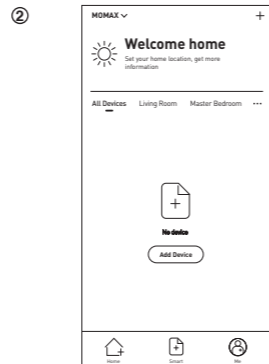 ②
MOMAX
Welcome home
Set your home location, get more
information
All Devices Living Room Master Bedroom ...
No device
Add Device
Home Smart Me